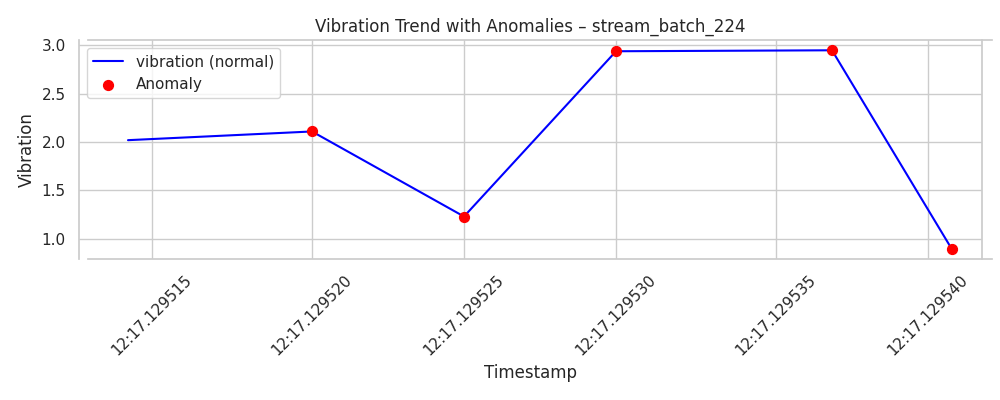 Vibration Trend with Anomalies – stream_batch_224
vibration (normal)
Anomaly
Vibration
3.0
2.5
2.0
1.5
1.0
12:17.129515
12:17.129520
12:17.129525
12:17.129530
12:17.129535
12:17.129540
Timestamp